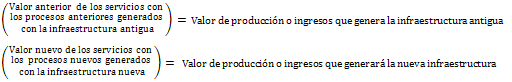 Valor anterior de los servicios con
los procesos anteriores generados
con la infraestructura antigua
= Valor de producción o ingresos que genera la infraestructura antigua
Valor nuevo de los servicios con
los procesos nuevos generados
con la infraestructura nueva
= Valor de producción o ingresos que generará la nueva infraestructura